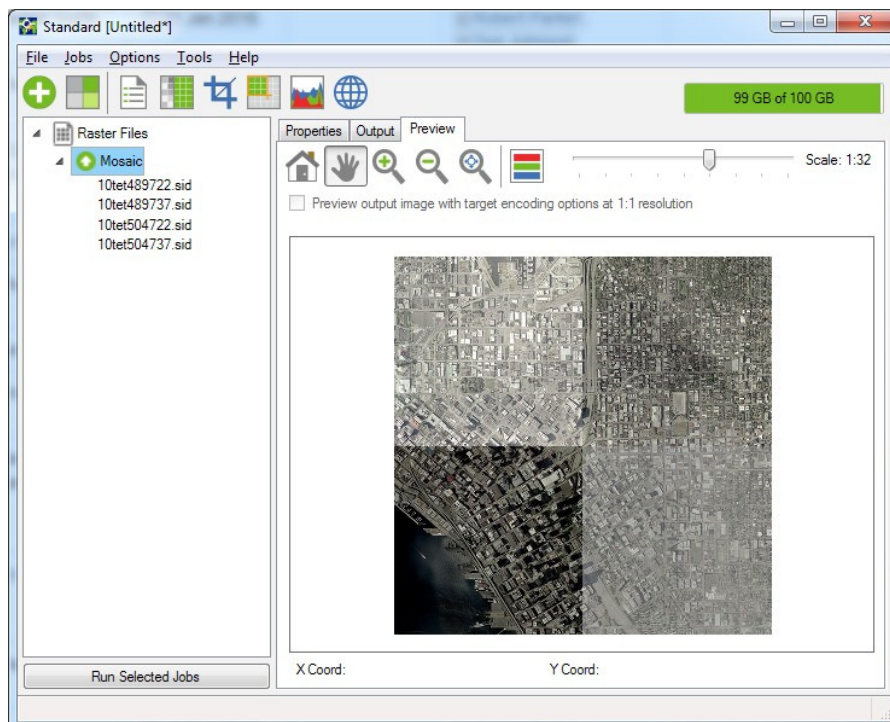 Standard [Untitled*]
File Jobs Options Tools Help
99 GB of 100 GB
Raster Files
Mosaic
10tet489722.sid
10tet489737.sid
10tet504722.sid
10tet504737.sid
Properties Output Preview
Scale: 1:32
Preview output image with target encoding options at 1:1 resolution
X Coord: Y Coord:
Run Selected Jobs